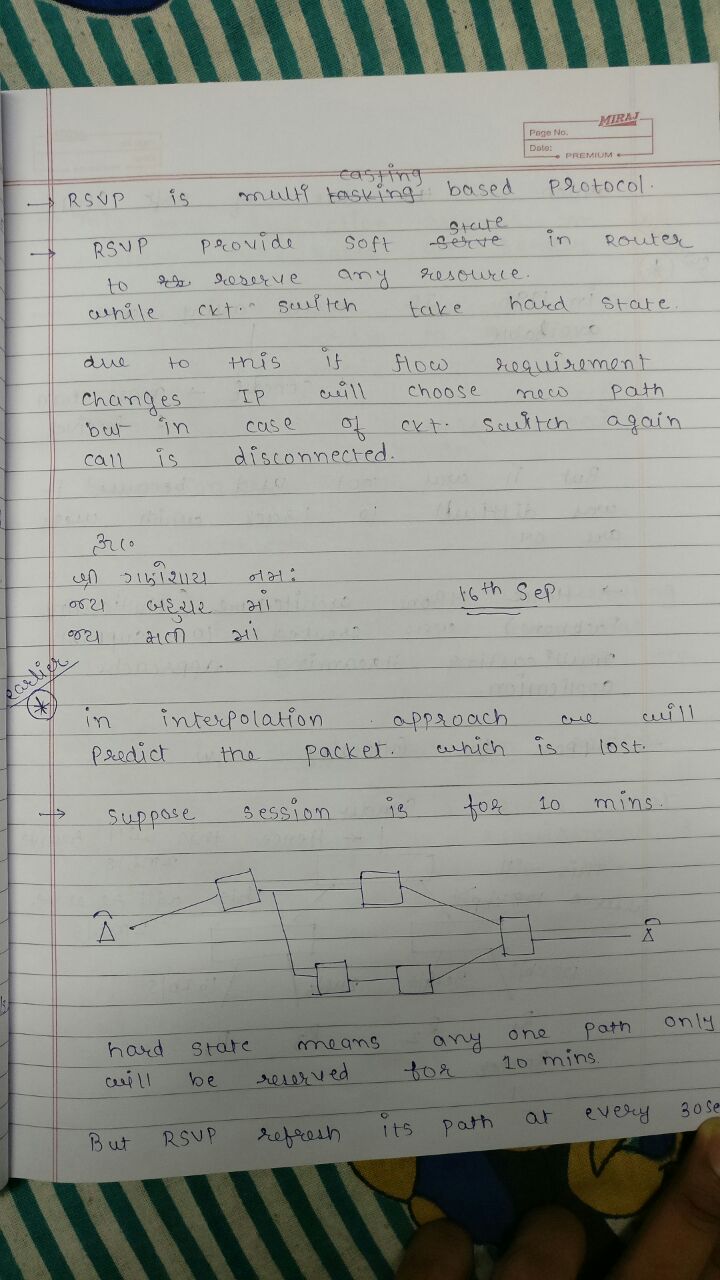 MIRAJ
Page No.
Date:
PREMIUM
casting
→ RSVP is multi tasking based protocol.
state
→ RSVP provide soft serve in Router
to reserve any resource.
while ckt. switch take hard state.
due to this if flow requirement
changes IP will choose new path
but in case of ckt. switch again
call is disconnected.
શ્રી ગણેશાય નમઃ
જય બહુચર માં
16th Sep
જય માં
earlier
* in interpolation approach we will
predict the packet. which is lost.
→ suppose session is for 10 mins.
hard state means any one path only
will be reserved for 10 mins.
But RSVP refresh its path at every 30se